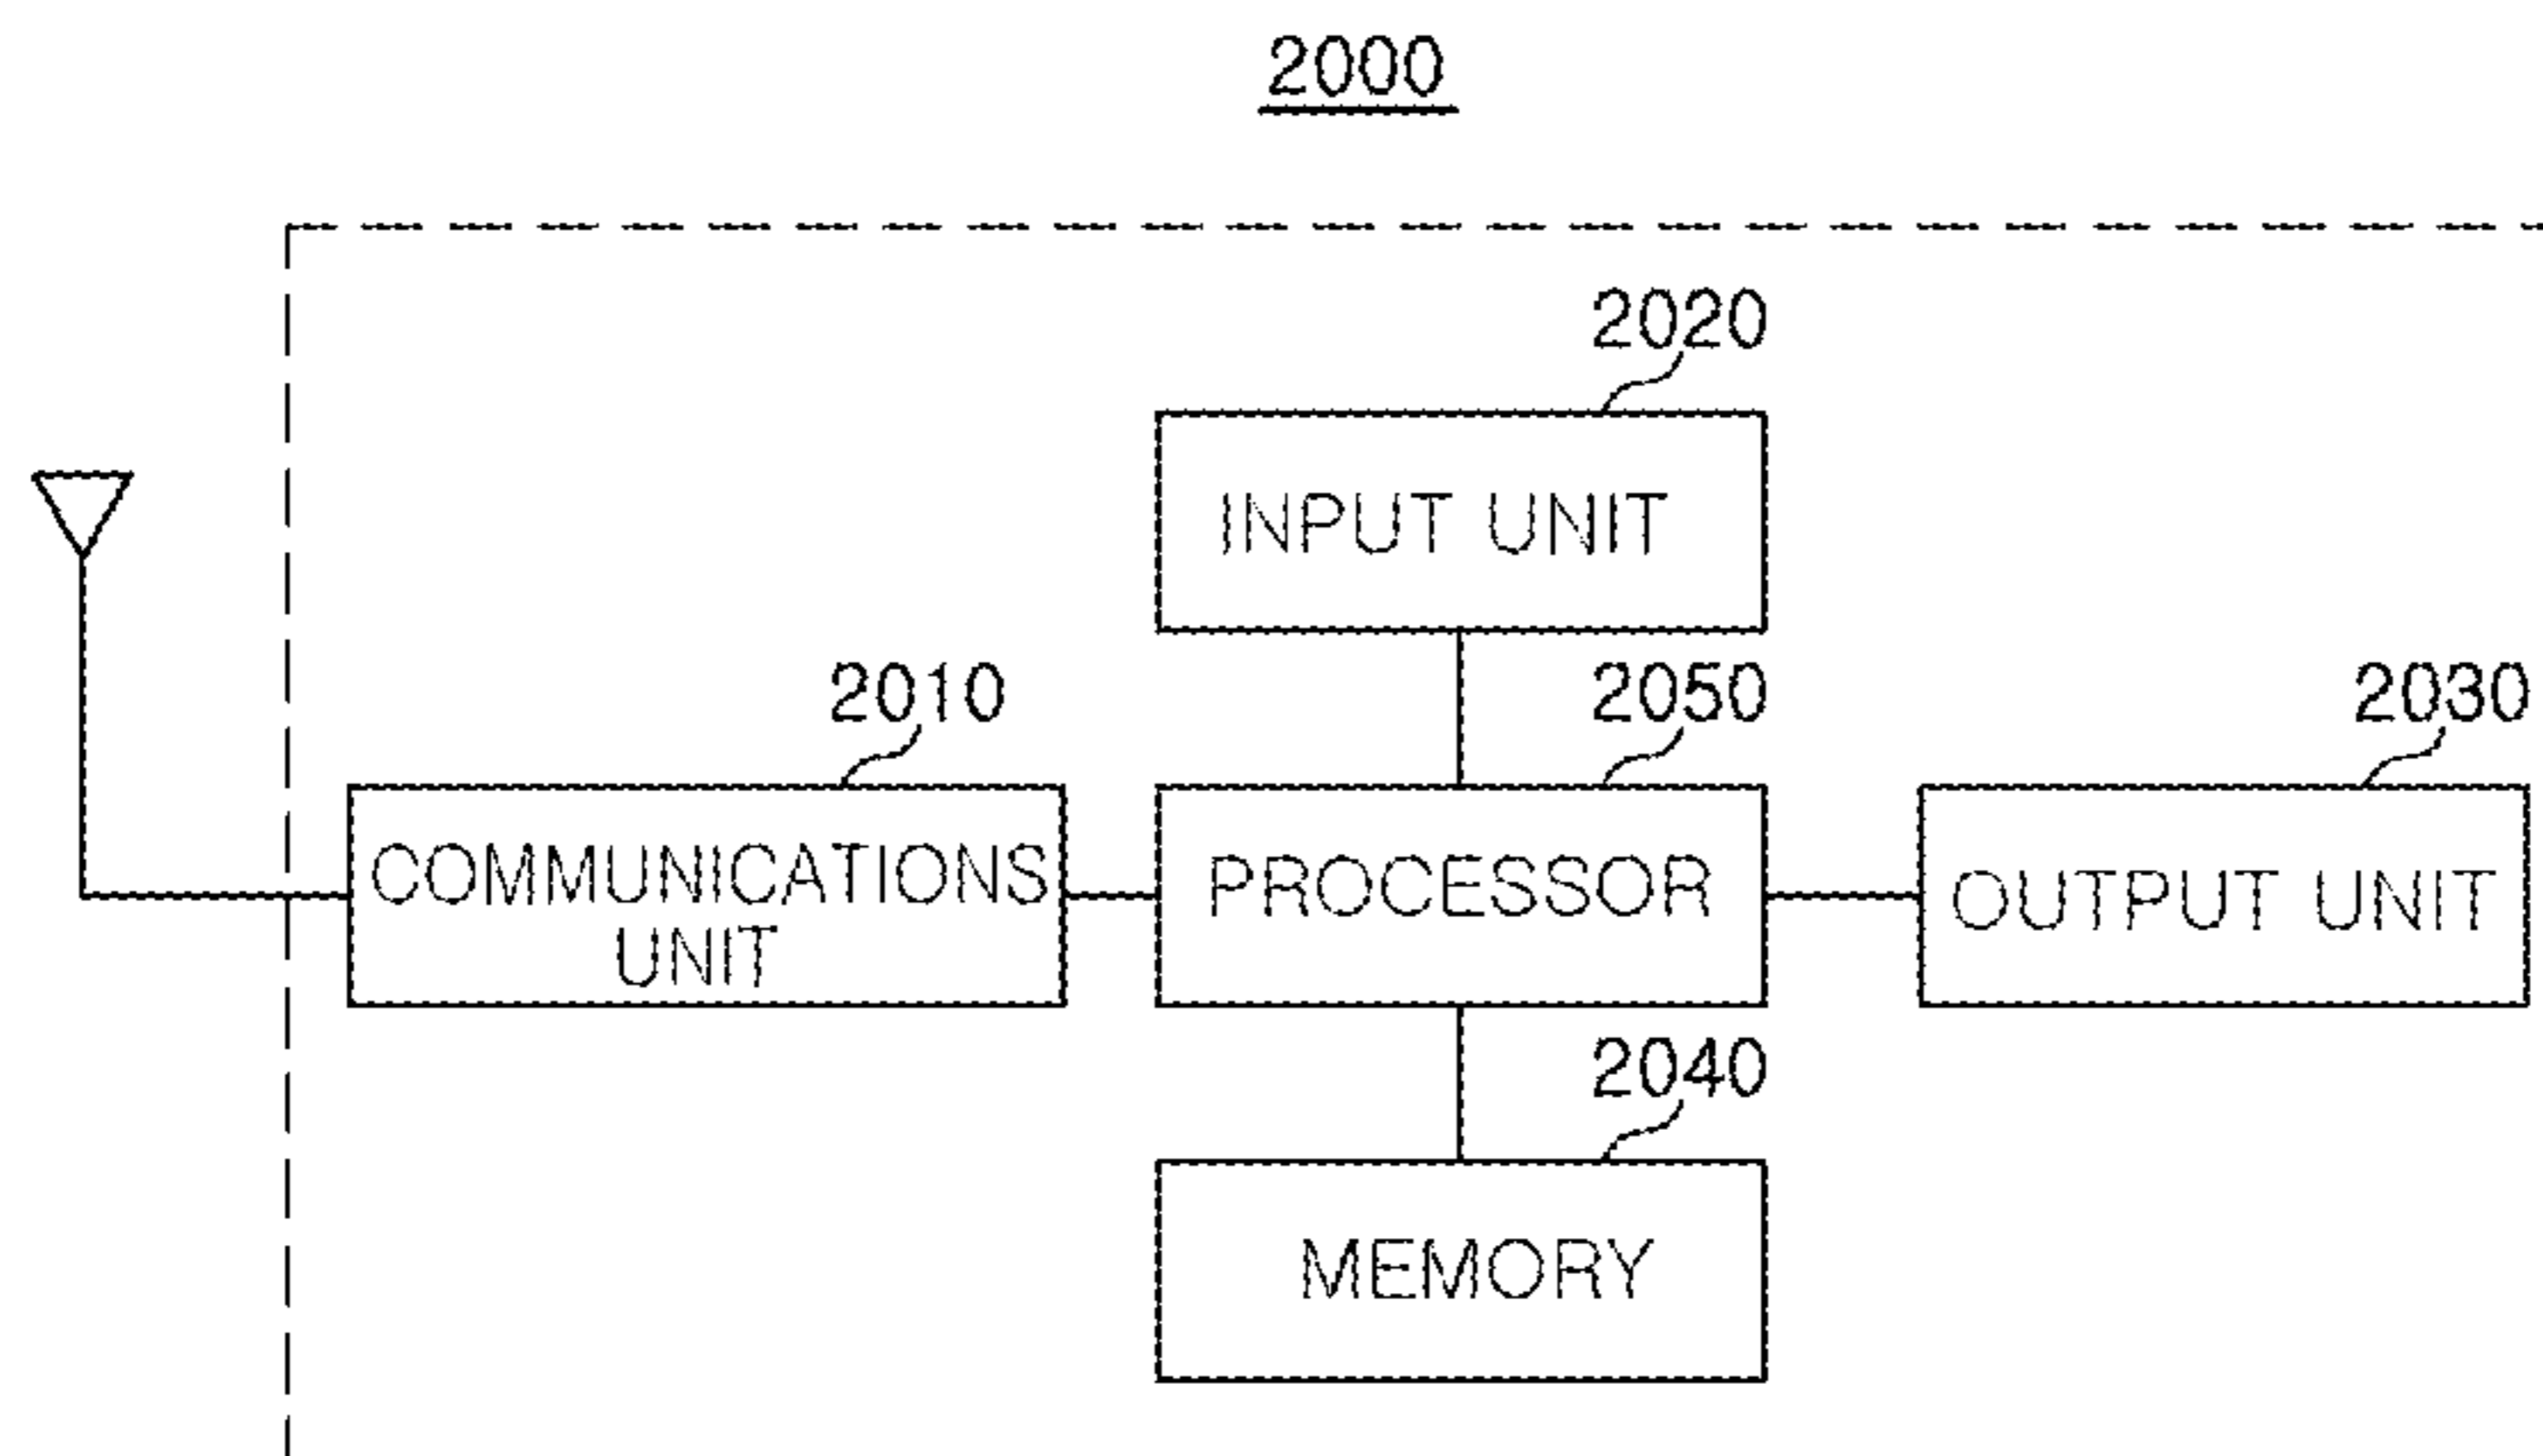 2000
2020
INPUT UNIT
2010
2050
2030
COMMUNICATIONS
UNIT
PROCESSOR
OUTPUT UNIT
2040
MEMORY